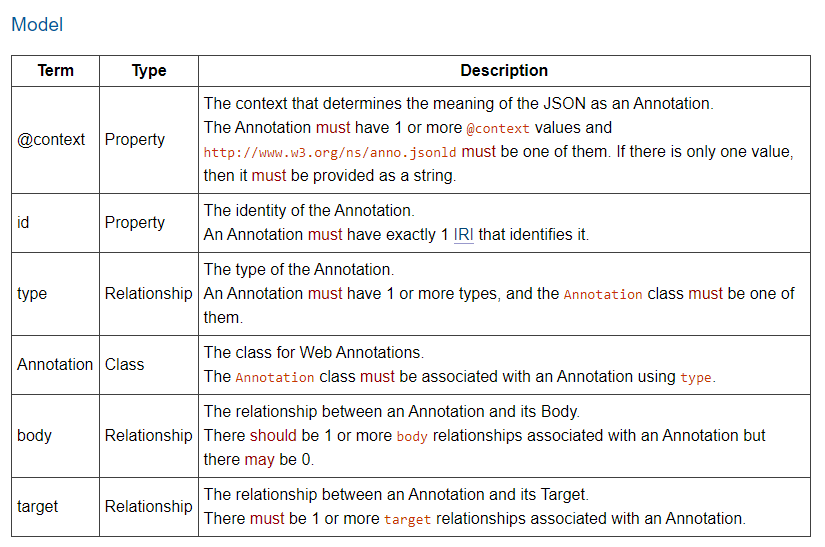 Model
Term Type Description
@context Property
The context that determines the meaning of the JSON as an Annotation.
The Annotation must have 1 or more @context values and
http://www.w3.org/ns/anno.jsonld must be one of them. If there is only one value,
then it must be provided as a string.
id Property
The identity of the Annotation.
An Annotation must have exactly 1 IRI that identifies it.
type Relationship
The type of the Annotation.
An Annotation must have 1 or more types, and the Annotation class must be one of
them.
Annotation Class
The class for Web Annotations.
The Annotation class must be associated with an Annotation using type.
body Relationship
The relationship between an Annotation and its Body.
There should be 1 or more body relationships associated with an Annotation but
there may be 0.
target Relationship
The relationship between an Annotation and its Target.
There must be 1 or more target relationships associated with an Annotation.